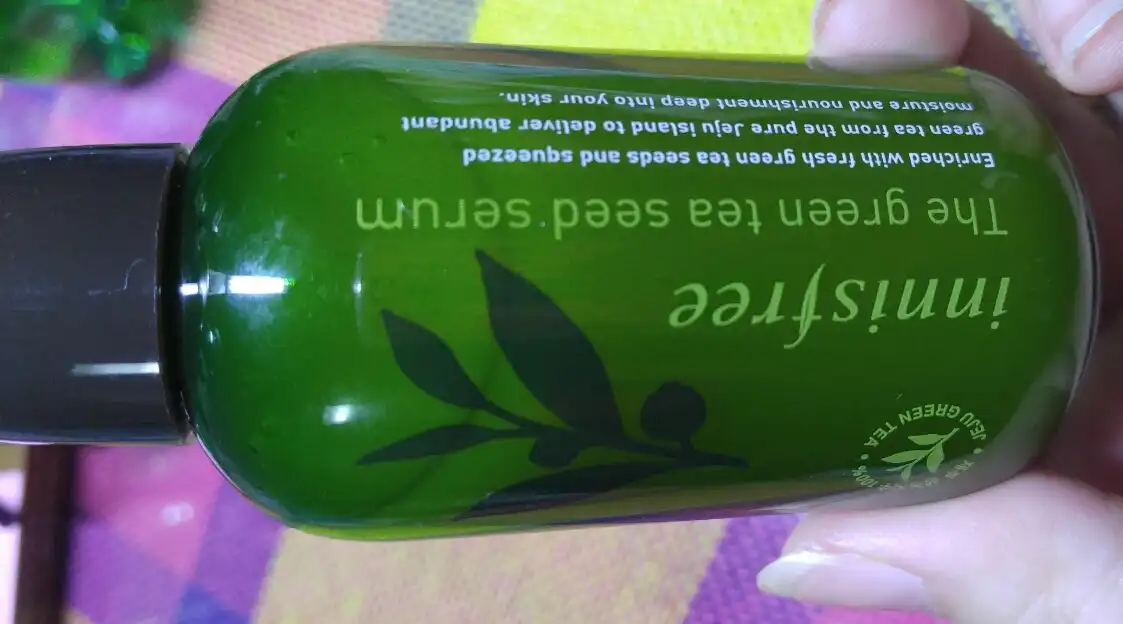 JEJU GREEN TEA
100%
innisfree
The green tea seed serum
Enriched with fresh green tea seeds and squeezed
green tea from the pure Jeju island to deliver abundant
moisture and nourishment deep into your skin.